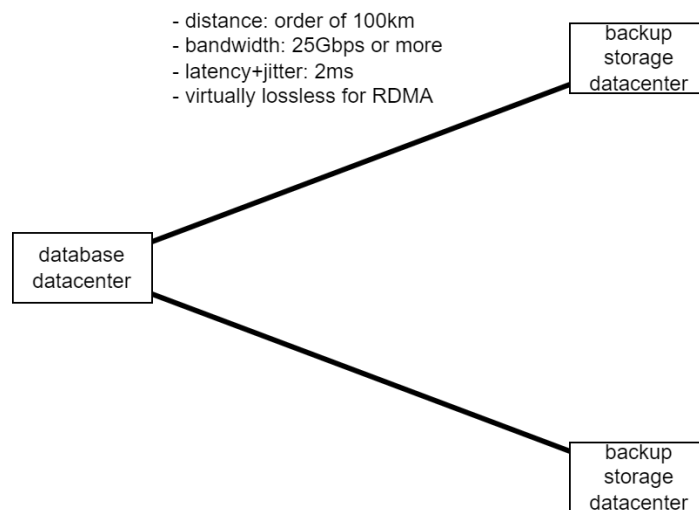 - distance: order of 100km
- bandwidth: 25Gbps or more
- latency+jitter: 2ms
- virtually lossless for RDMA
backup
storage
datacenter
database
datacenter
backup
storage
datacenter